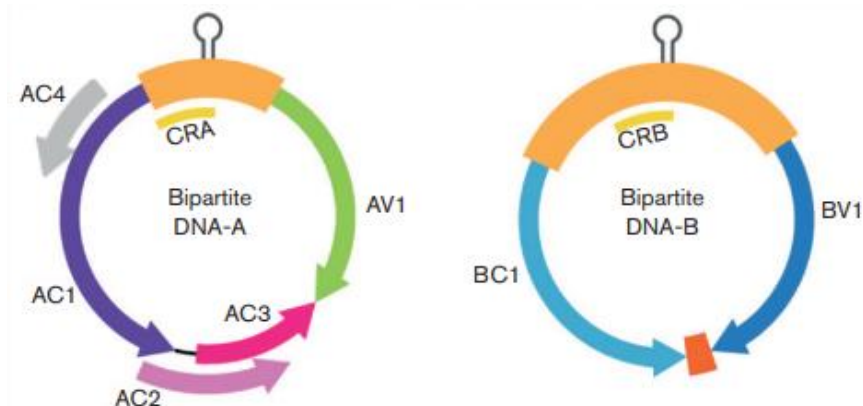 AC4
CRA
Bipartite
DNA-A
AV1
AC1
AC3
AC2
CRB
Bipartite
DNA-B
BV1
BC1